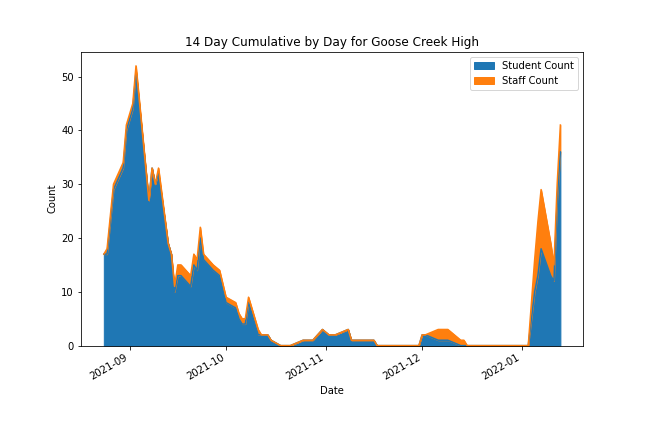 14 Day Cumulative by Day for Goose Creek High
Student Count
Staff Count
50
40
30
20
10
0
Count
2021-09
2021-10
2021-11
2021-12
2022-01
Date